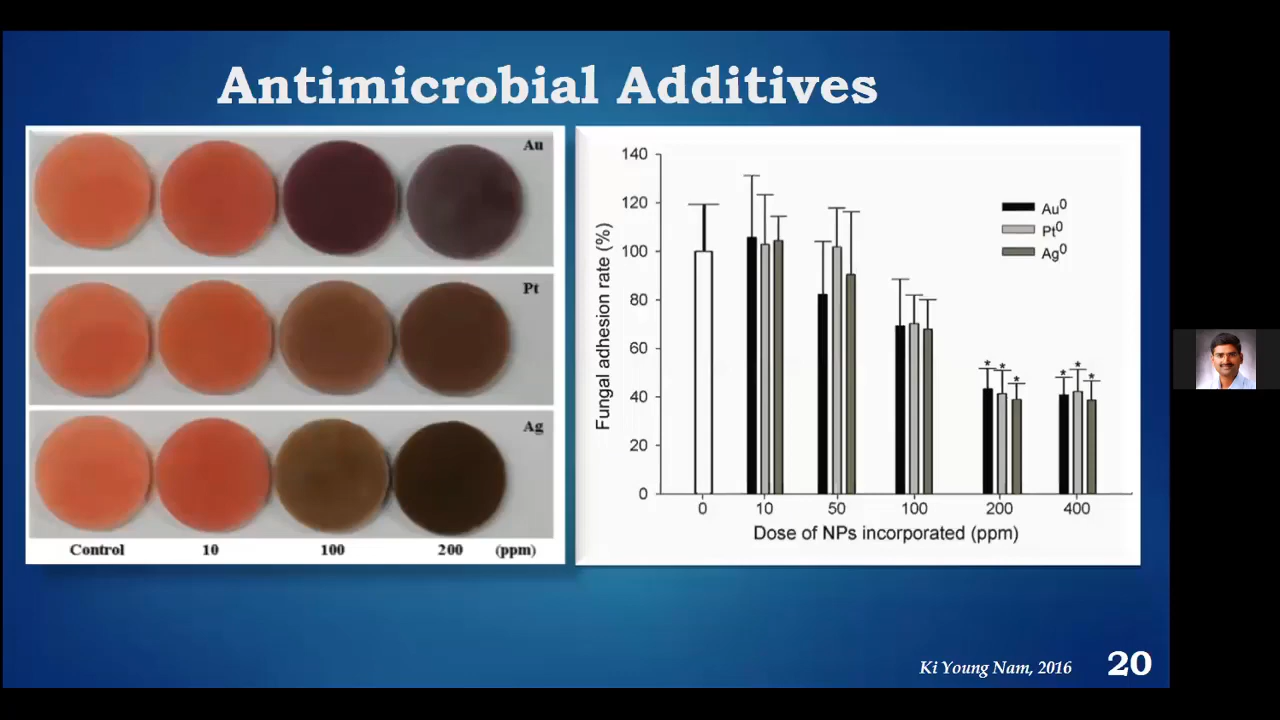 Antimicrobial Additives
Au
Pt
Ag
Control 10 100 200 (ppm)
140
120
100
80
60
40
20
0
Fungal adhesion rate (%)
Au0
Pt0
Ag0
* * *
* * *
0 10 50 100 200 400
Dose of NPs incorporated (ppm)
Ki Young Nam, 2016
20